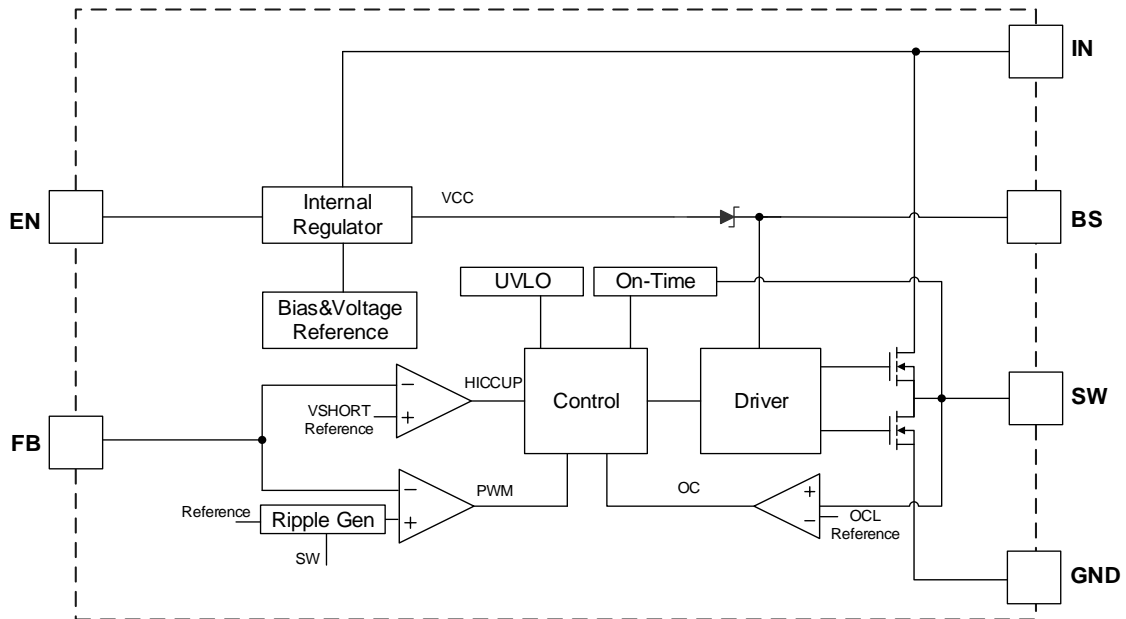 IN
Internal
Regulator
VCC
EN
BS
UVLO
On-Time
Bias&Voltage
Reference
HICCUP
−
VSHORT
Reference
+
Control
Driver
SW
FB
PWM
−
Reference
Ripple Gen
+
SW
OC
+
−
OCL
Reference
GND